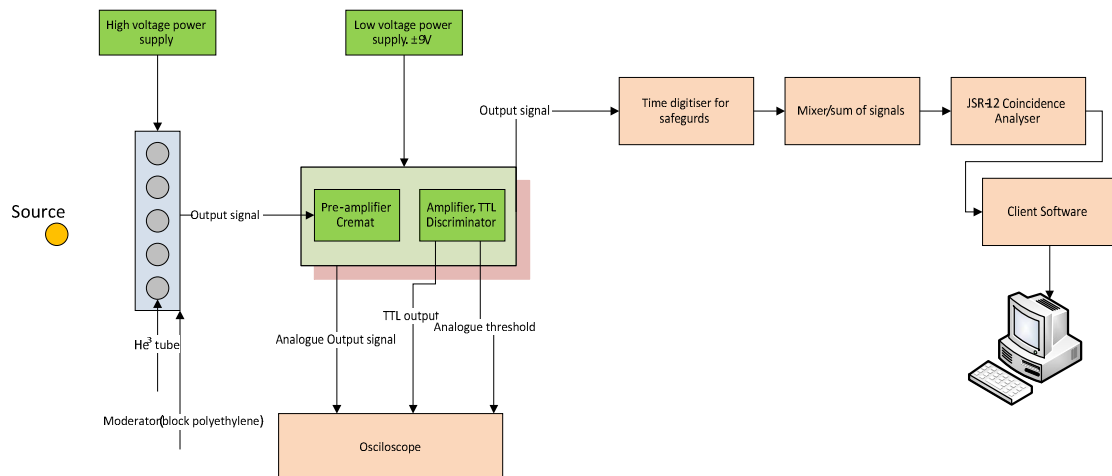 High voltage power
supply
Low voltage power
supply. ±9V
Output signal
Time digitiser for
safegurds
Mixer/sum of signals
JSR-12 Coincidence
Analyser
Source
Output signal
Pre-amplifier
Cremat
Amplifier, TTL
Discriminator
Client Software
He³ tube
TTL output
Analogue threshold
Analogue Output signal
Moderator(block polyethylene)
Osciloscope